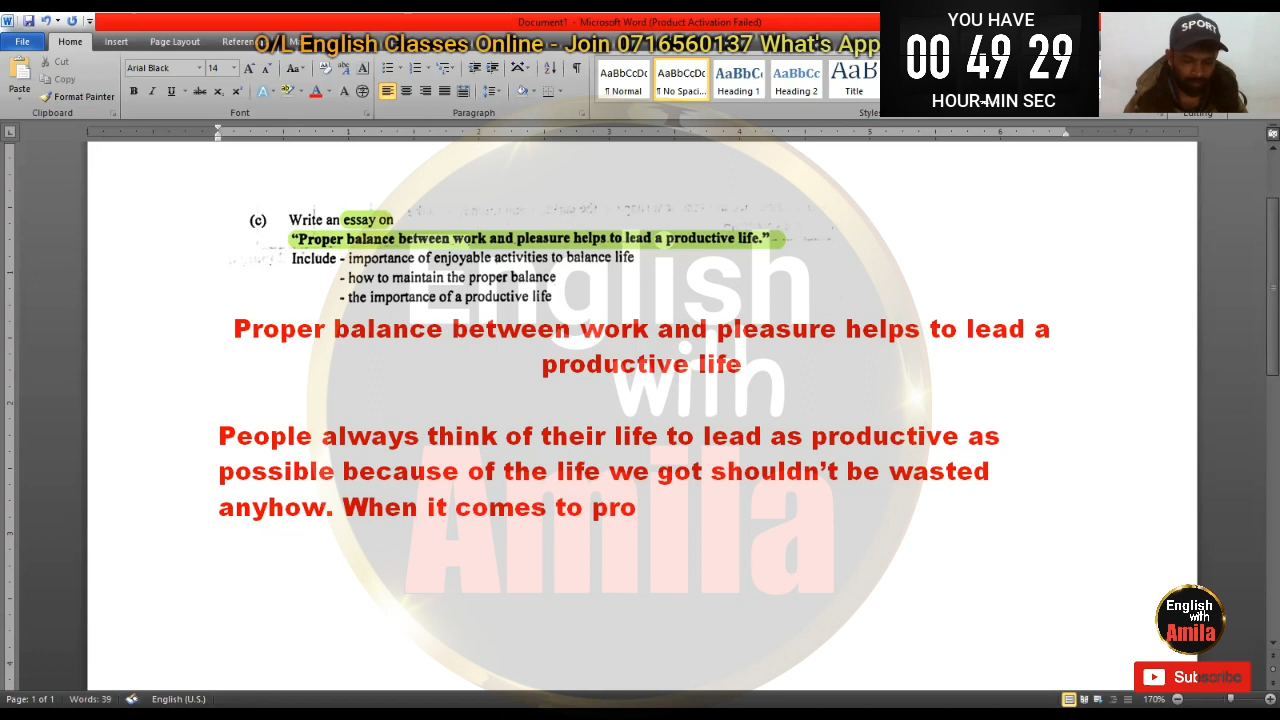 Document1 - Microsoft Word (Product Activation Failed)
O/L English Classes Online - Join 0716560137 What's App
YOU HAVE
00 49 29
HOUR-MIN SEC
SPORT
File Home Insert Page Layout Referen
Paste
Cut
Copy
Format Painter
Arial Black 14
AaBbCcDc AaBbCcDc AaBbC AaBbCc AaB
¶ Normal ¶ No Spaci... Heading 1 Heading 2 Title
Clipboard Font Paragraph Styles Editing
(c) Write an essay on
“Proper balance between work and pleasure helps to lead a productive life.”
Include - importance of enjoyable activities to balance life
- how to maintain the proper balance
- the importance of a productive life
Proper balance between work and pleasure helps to lead a
productive life
People always think of their life to lead as productive as
possible because of the life we got shouldn’t be wasted
anyhow. When it comes to pro
English
with
Amila
English
with
Amila
Subscribe
Page: 1 of 1 Words: 39 English (U.S.) 170%